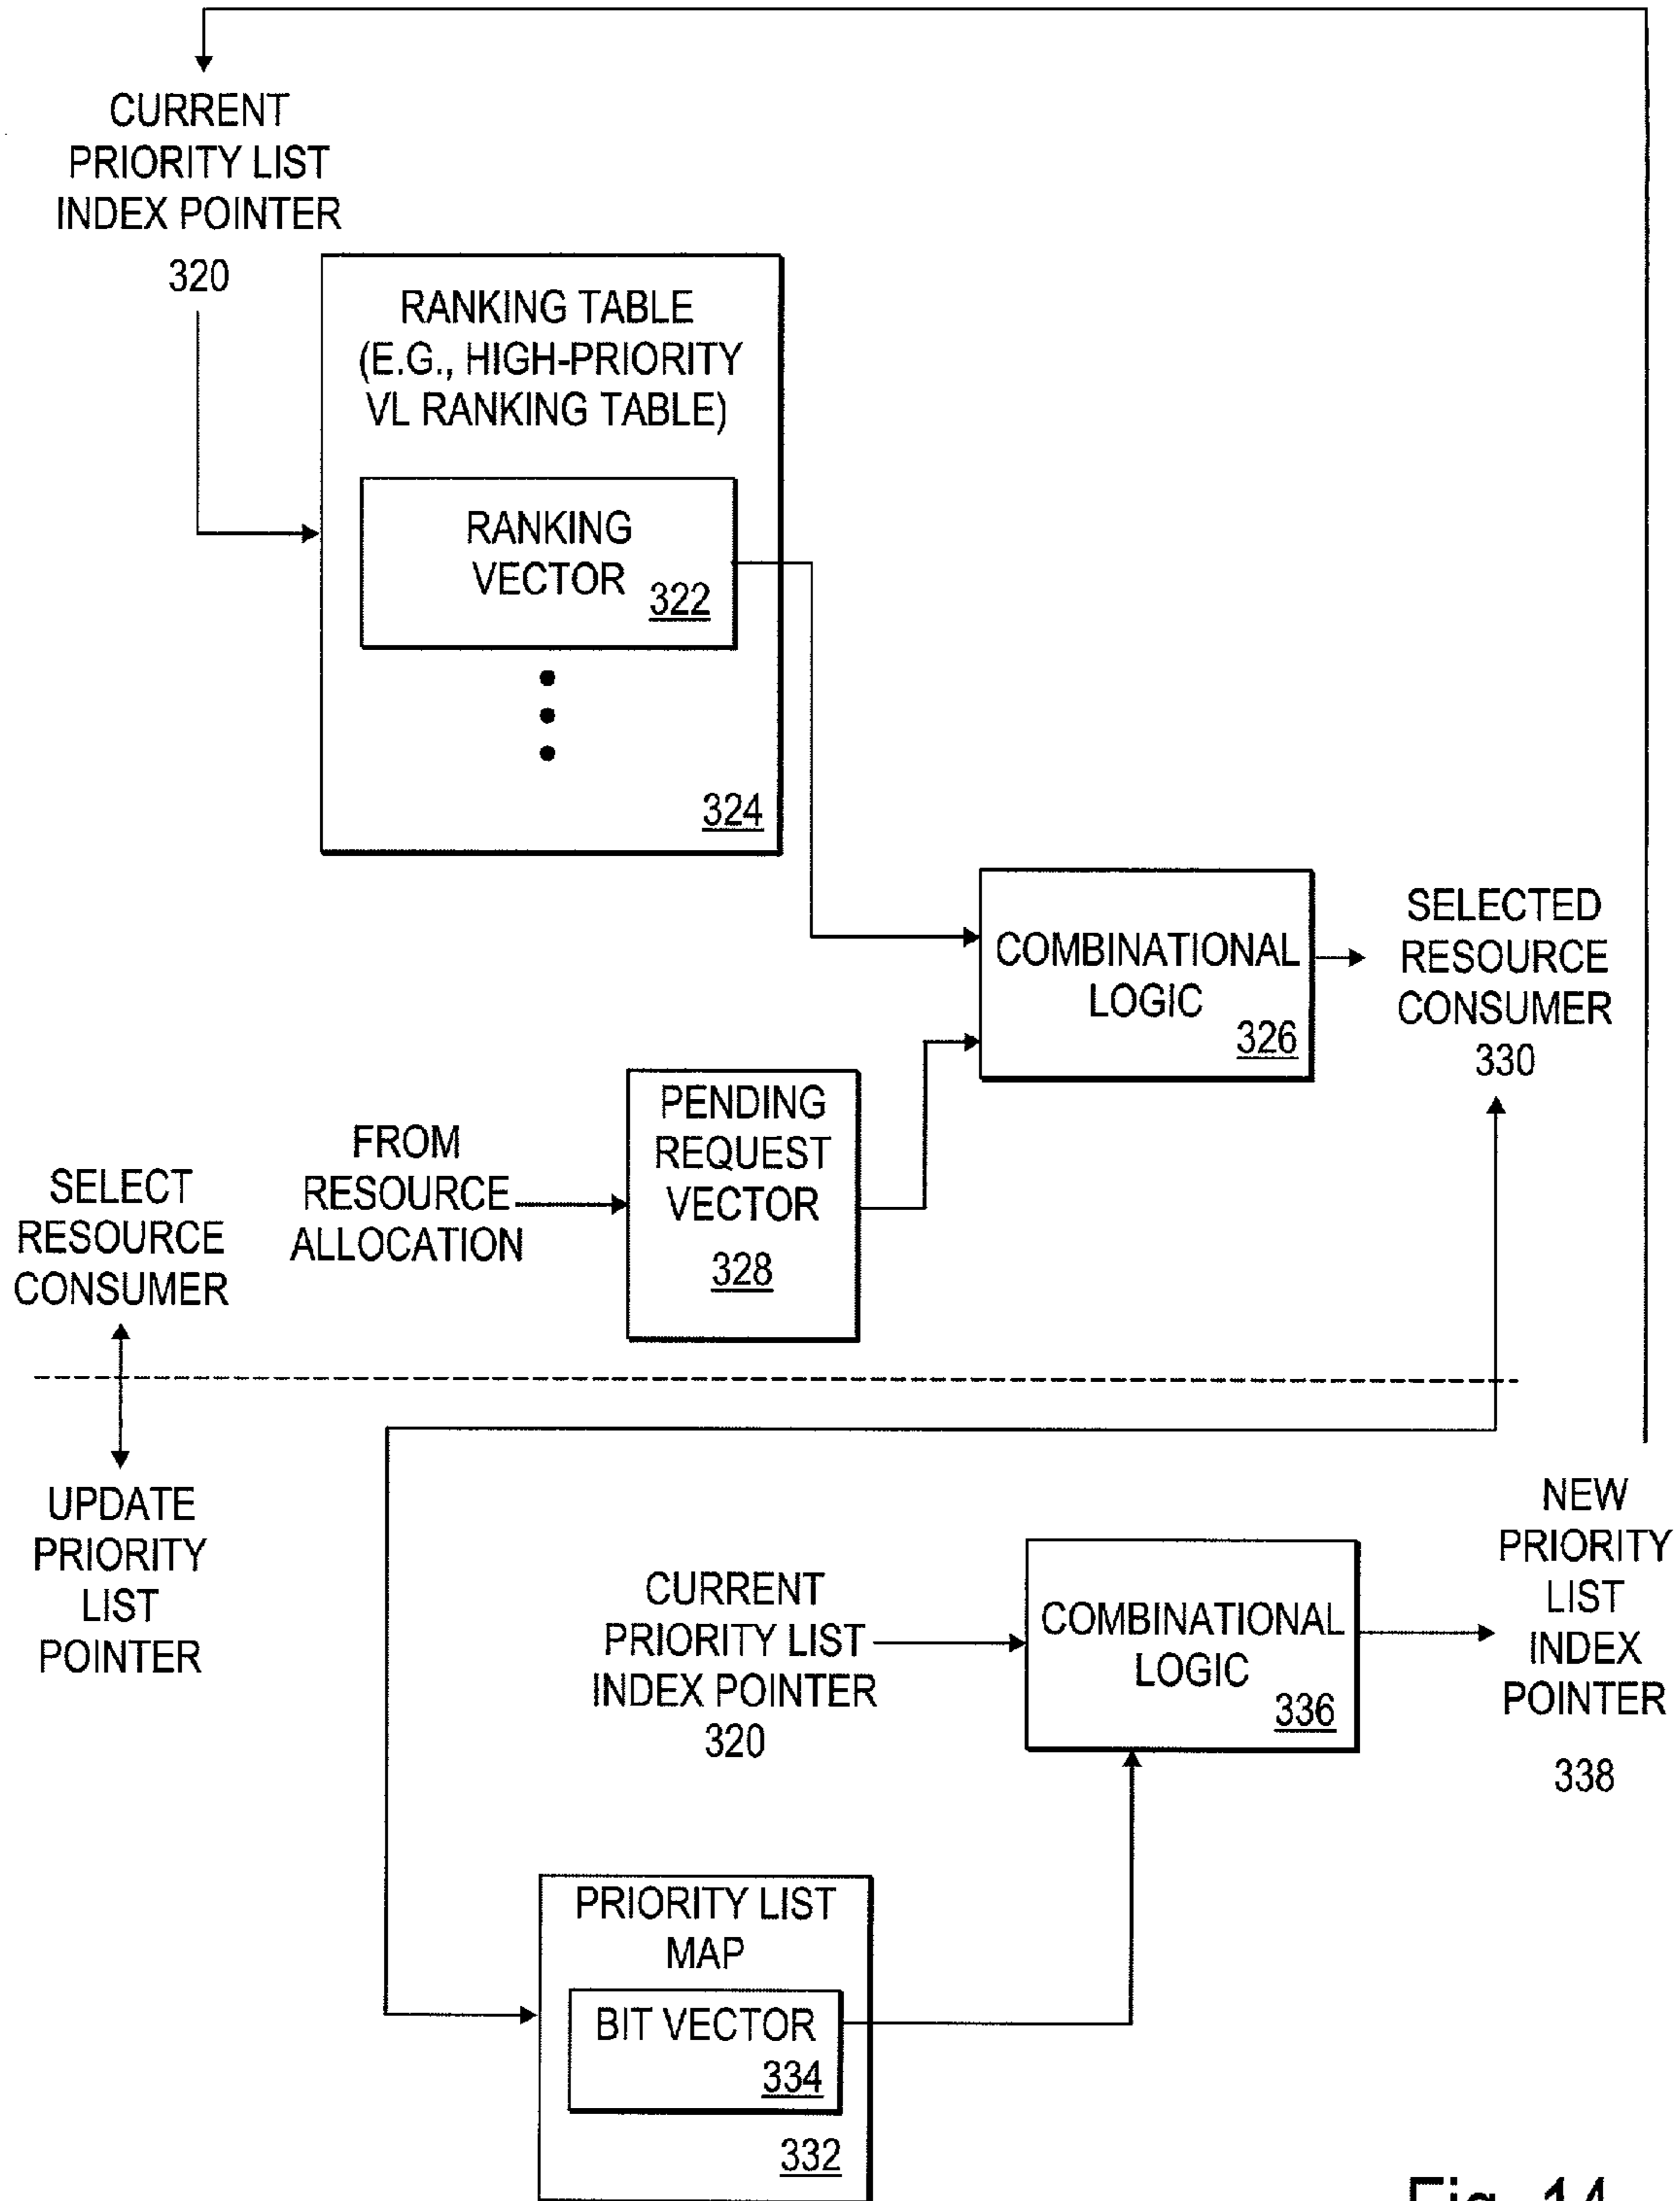 CURRENT
PRIORITY LIST
INDEX POINTER
320
RANKING TABLE
(E.G., HIGH-PRIORITY
VL RANKING TABLE)
RANKING
VECTOR
322
324
COMBINATIONAL
LOGIC
326
SELECTED
RESOURCE
CONSUMER
330
PENDING
REQUEST
VECTOR
328
FROM
RESOURCE
ALLOCATION
SELECT
RESOURCE
CONSUMER
UPDATE
PRIORITY
LIST
POINTER
CURRENT
PRIORITY LIST
INDEX POINTER
320
COMBINATIONAL
LOGIC
336
NEW
PRIORITY
LIST
INDEX
POINTER
338
PRIORITY LIST
MAP
BIT VECTOR
334
332
Fig. 14